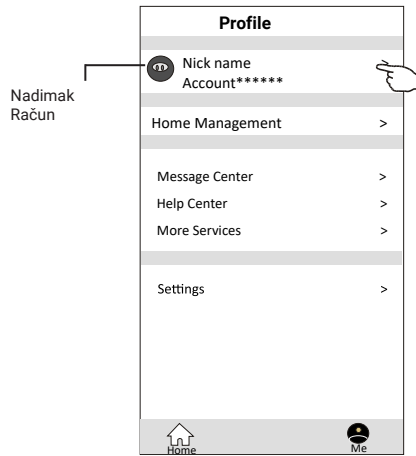 Profile
Nick name
Account******
Nadimak
Račun
Home Management >
Message Center >
Help Center >
More Services >
Settings >
Home
Me